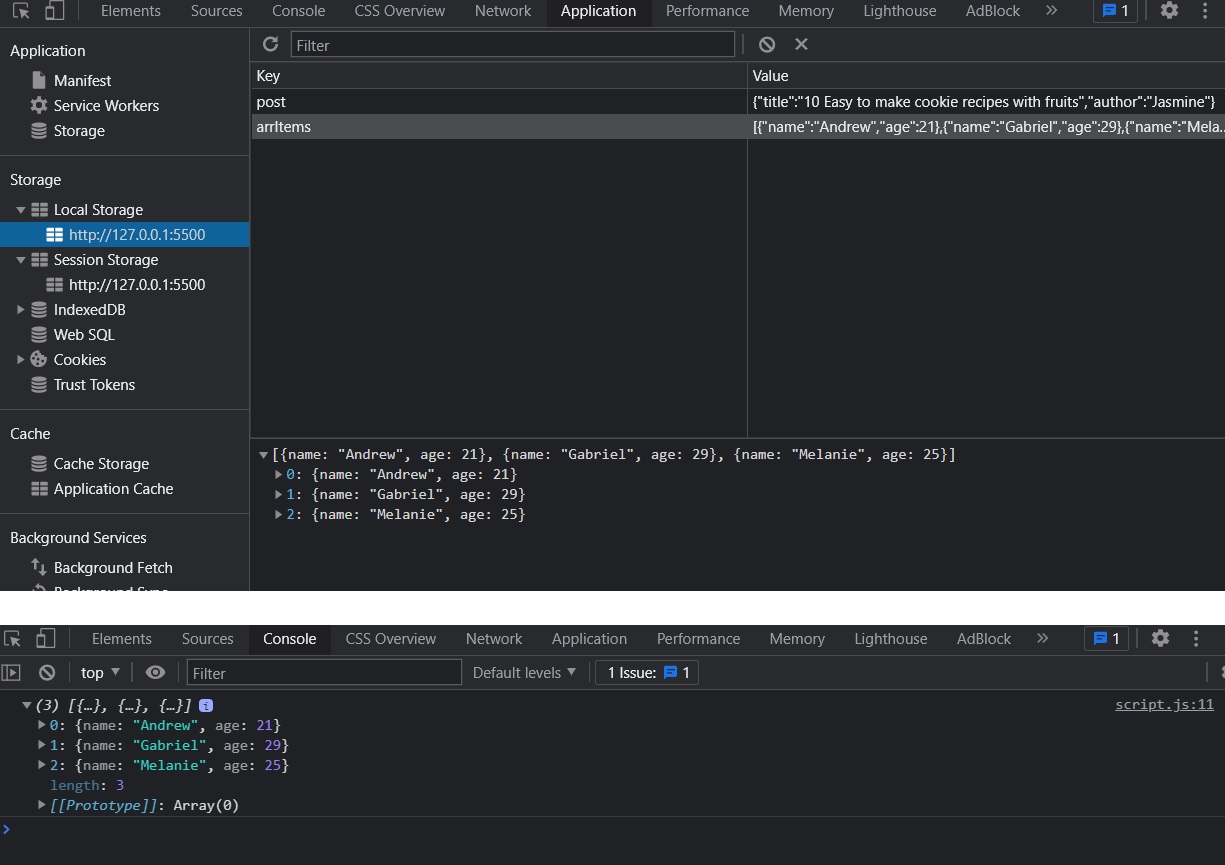 Elements Sources Console CSS Overview Network Application Performance Memory Lighthouse AdBlock » 1
Application
Manifest
Service Workers
Storage
Storage
Local Storage
http://127.0.0.1:5500
Session Storage
http://127.0.0.1:5500
IndexedDB
Web SQL
Cookies
Trust Tokens
Cache
Cache Storage
Application Cache
Background Services
Background Fetch
Background Sync
Filter
Key Value
post {"title":"10 Easy to make cookie recipes with fruits","author":"Jasmine"}
arrItems [{"name":"Andrew","age":21},{"name":"Gabriel","age":29},{"name":"Mela...
[{name: "Andrew", age: 21}, {name: "Gabriel", age: 29}, {name: "Melanie", age: 25}]
0: {name: "Andrew", age: 21}
1: {name: "Gabriel", age: 29}
2: {name: "Melanie", age: 25}
Elements Sources Console CSS Overview Network Application Performance Memory Lighthouse AdBlock » 1
top Filter Default levels 1 Issue: 1
(3) [{…}, {…}, {…}] i script.js:11
0: {name: "Andrew", age: 21}
1: {name: "Gabriel", age: 29}
2: {name: "Melanie", age: 25}
length: 3
[[Prototype]]: Array(0)